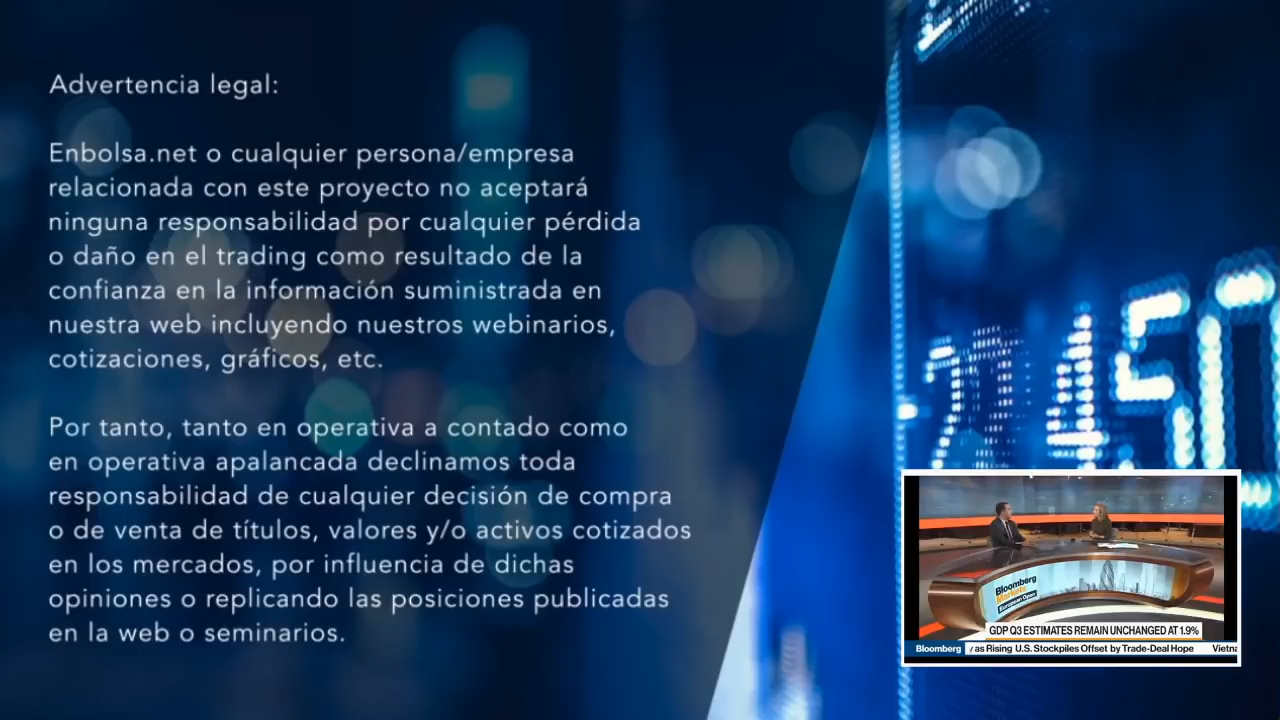 Advertencia legal:
Enbolsa.net o cualquier persona/empresa
relacionada con este proyecto no aceptará
ninguna responsabilidad por cualquier pérdida
o daño en el trading como resultado de la
confianza en la información suministrada en
nuestra web incluyendo nuestros webinarios,
cotizaciones, gráficos, etc.
Por tanto, tanto en operativa a contado como
en operativa apalancada declinamos toda
responsabilidad de cualquier decisión de compra
o de venta de títulos, valores y/o activos cotizados
en los mercados, por influencia de dichas
opiniones o replicando las posiciones publicadas
en la web o seminarios.
450
Bloomberg
Markets
European Open
GDP Q3 ESTIMATES REMAIN UNCHANGED AT 1.9%
Bloomberg y as Rising U.S. Stockpiles Offset by Trade-Deal Hope Vietna